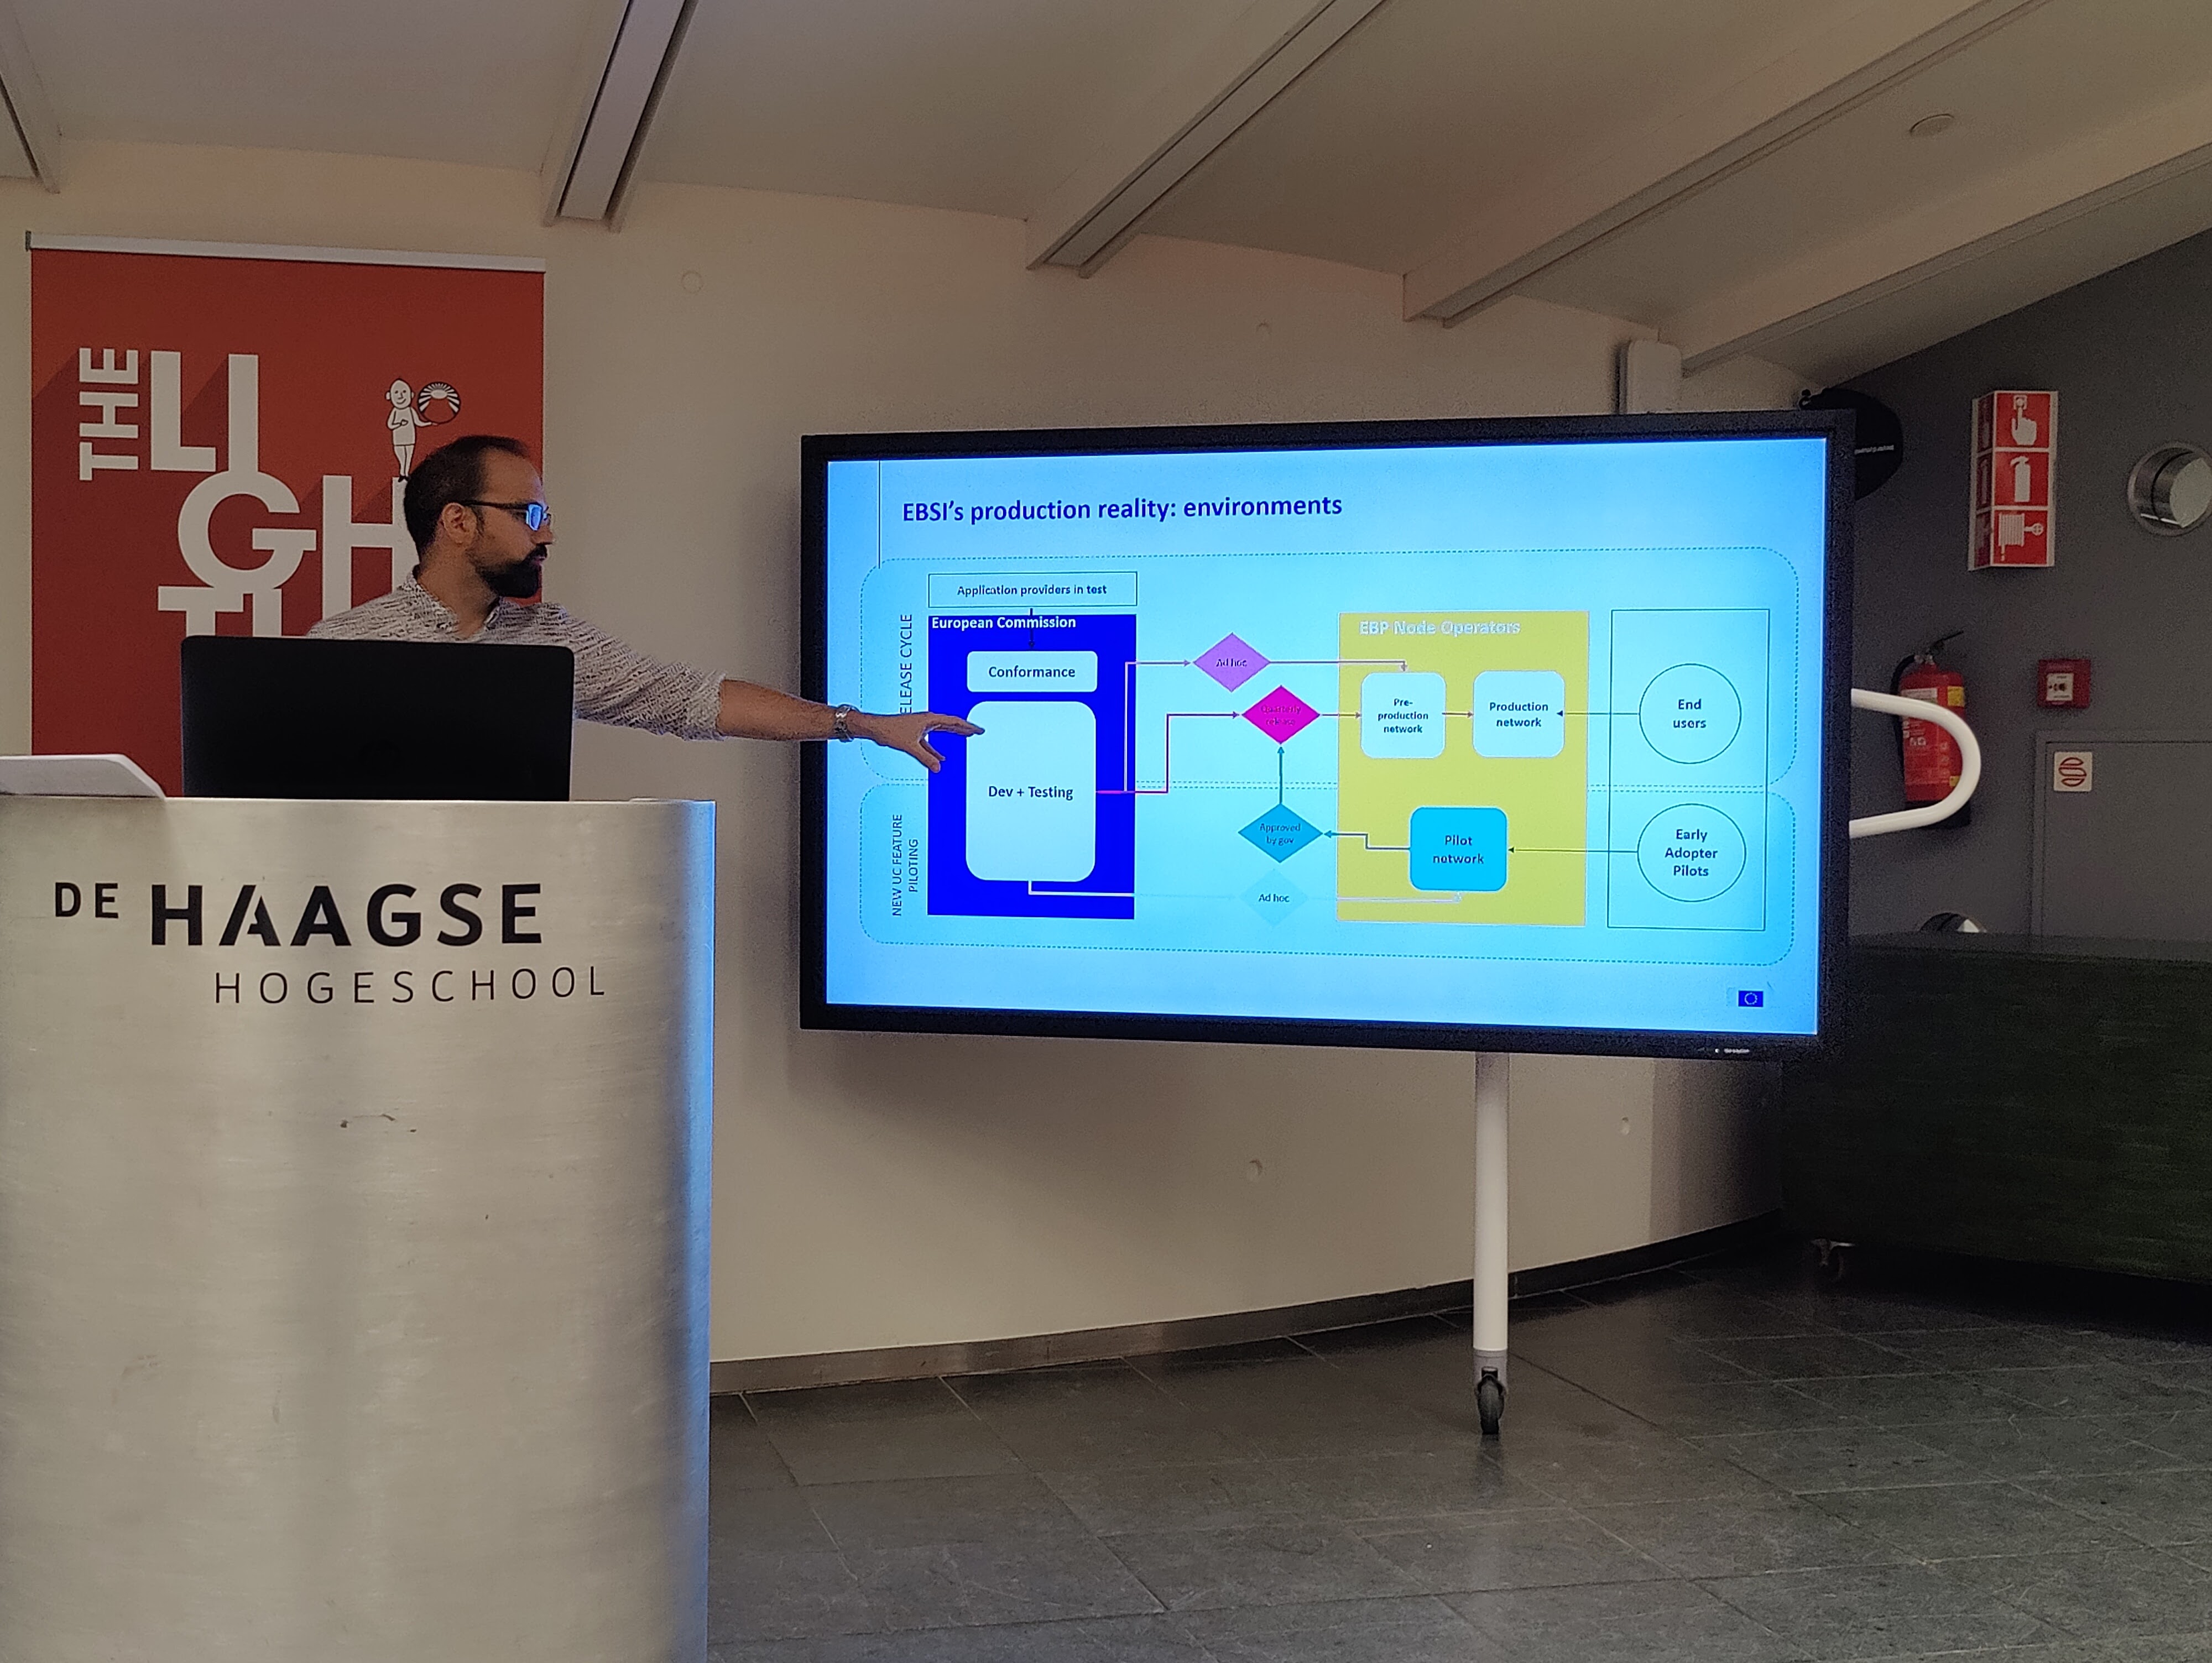 THE
LI
GH
EBSI's production reality: environments
Application providers in test
ELEASE CYCLE
European Commission
Conformance
Dev + Testing
Ad hoc
Quarterly
release
EBP Node Operators
Pre-
production
network
Production
network
End
users
NEW UC FEATURE
PILOTING
Approved
by gov
Ad hoc
Pilot
network
Early
Adopter
Pilots
DE HAAGSE
HOGESCHOOL